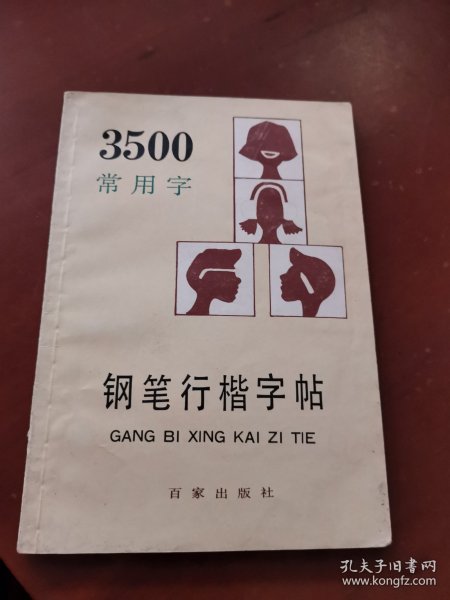 3500
常用字
钢笔行楷字帖
GANG BI XING KAI ZI TIE
百家出版社
孔夫子旧书网
www.kongfz.com